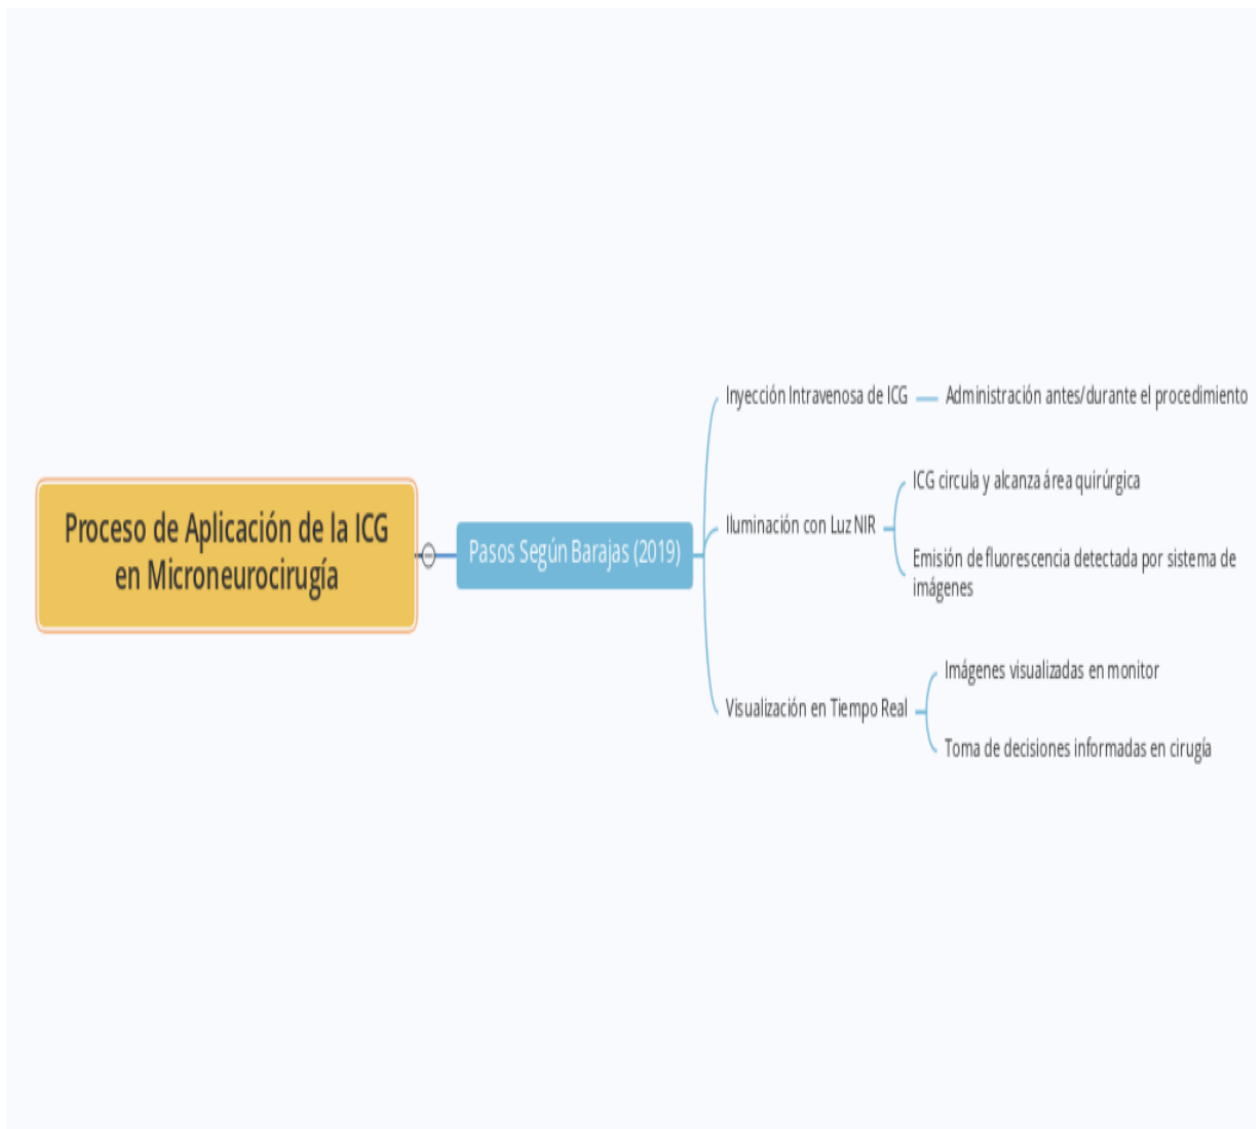 Proceso de Aplicación de la ICG
en Microneurocirugía
Pasos Según Barajas (2019)
Inyección Intravenosa de ICG
Administración antes/durante el procedimiento
Iluminación con Luz NIR
ICG circula y alcanza área quirúrgica
Emisión de fluorescencia detectada por sistema de
imágenes
Visualización en Tiempo Real
Imágenes visualizadas en monitor
Toma de decisiones informadas en cirugía